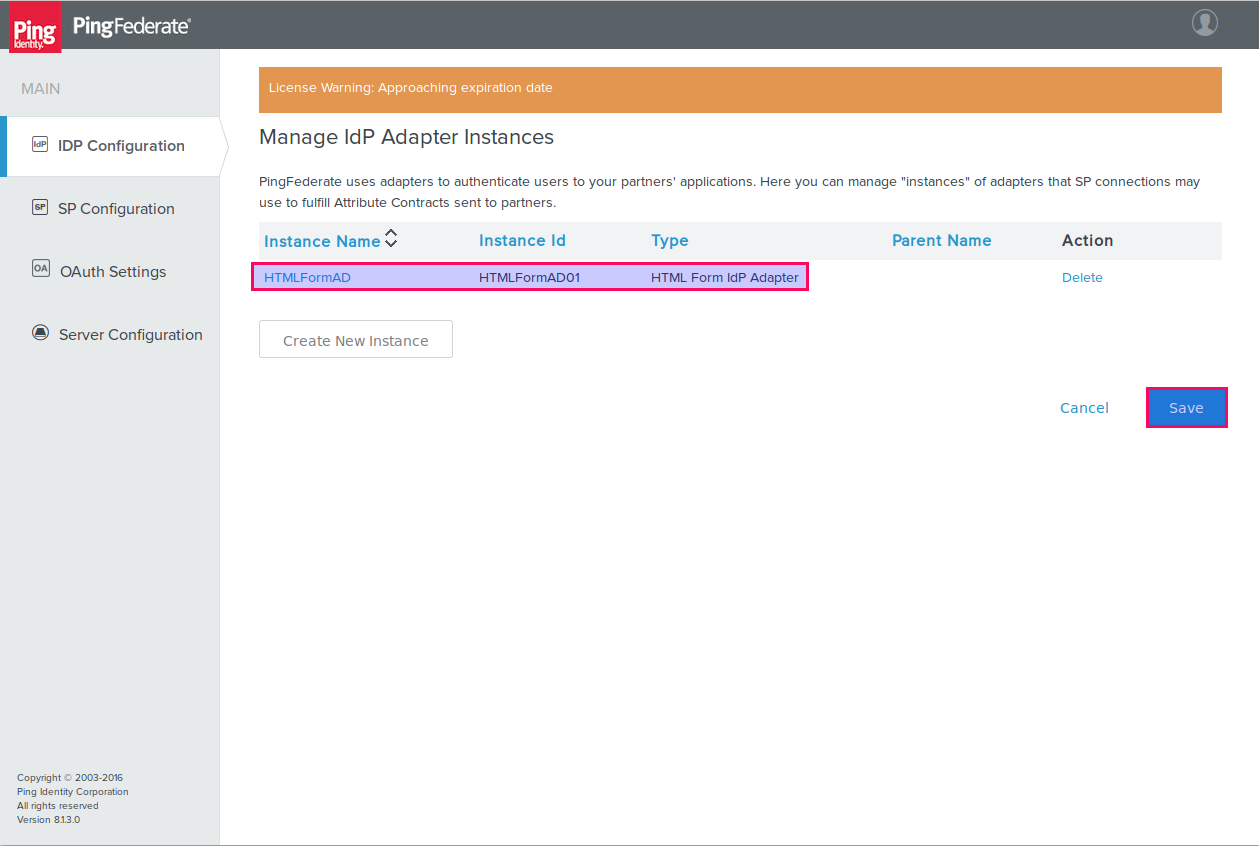 Ping
Identity.
PingFederate®
MAIN
IdP IDP Configuration
SP SP Configuration
OA OAuth Settings
Server Configuration
Copyright © 2003-2016
Ping Identity Corporation
All rights reserved
Version 8.1.3.0
License Warning: Approaching expiration date
Manage IdP Adapter Instances
PingFederate uses adapters to authenticate users to your partners' applications. Here you can manage "instances" of adapters that SP connections may
use to fulfill Attribute Contracts sent to partners.
Instance Name Instance Id Type Parent Name Action
HTMLFormAD HTMLFormAD01 HTML Form IdP Adapter Delete
Create New Instance
Cancel Save